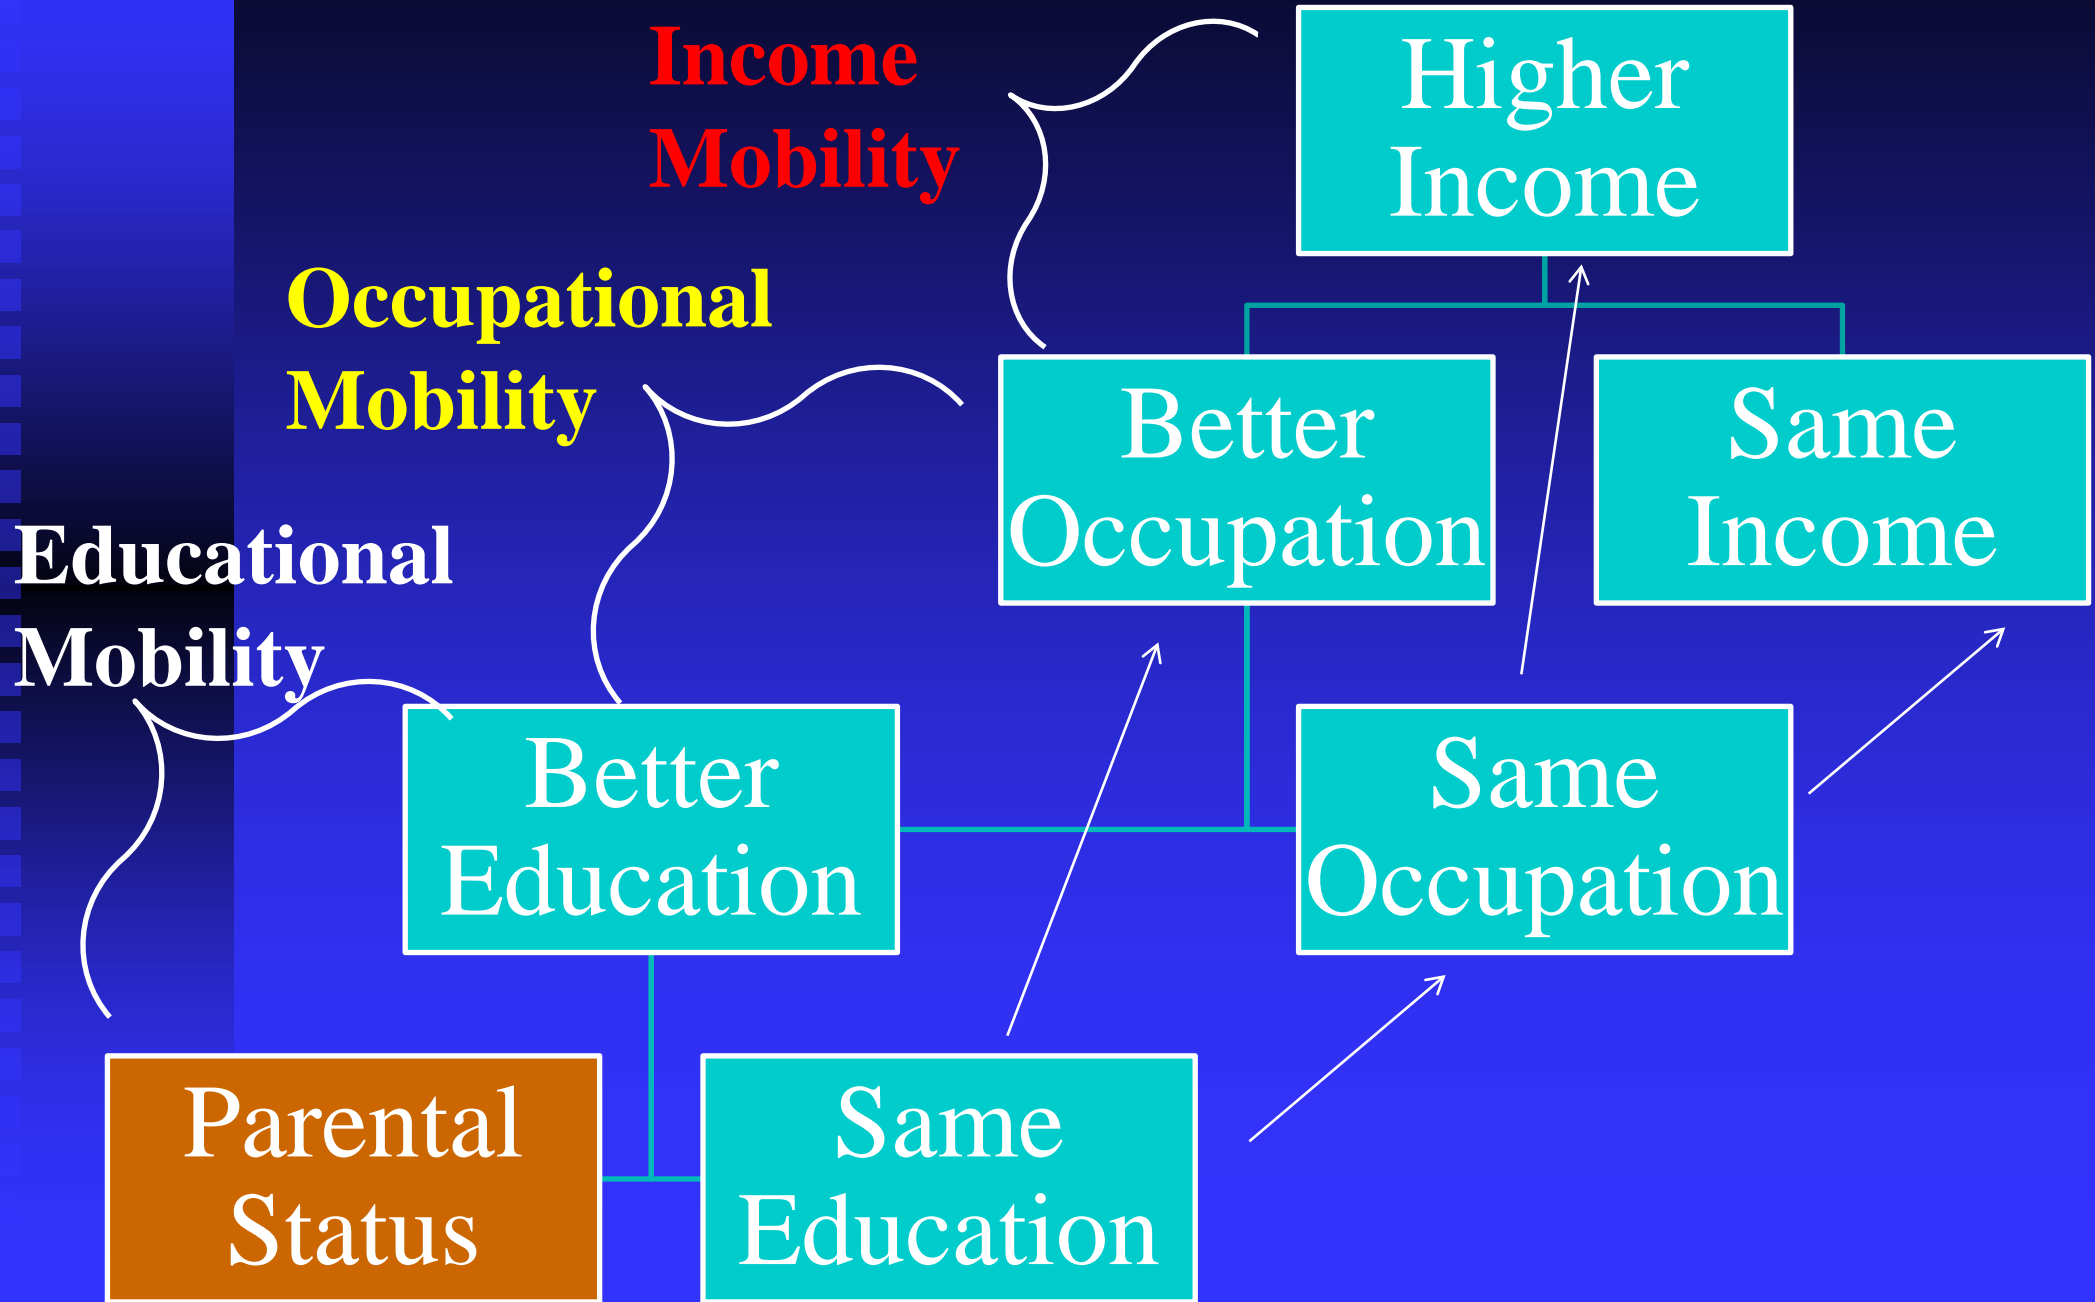 Income
Mobility
Higher
Income
Occupational
Mobility
Better
Occupation
Same
Income
Educational
Mobility
Better
Education
Same
Occupation
Parental
Status
Same
Education